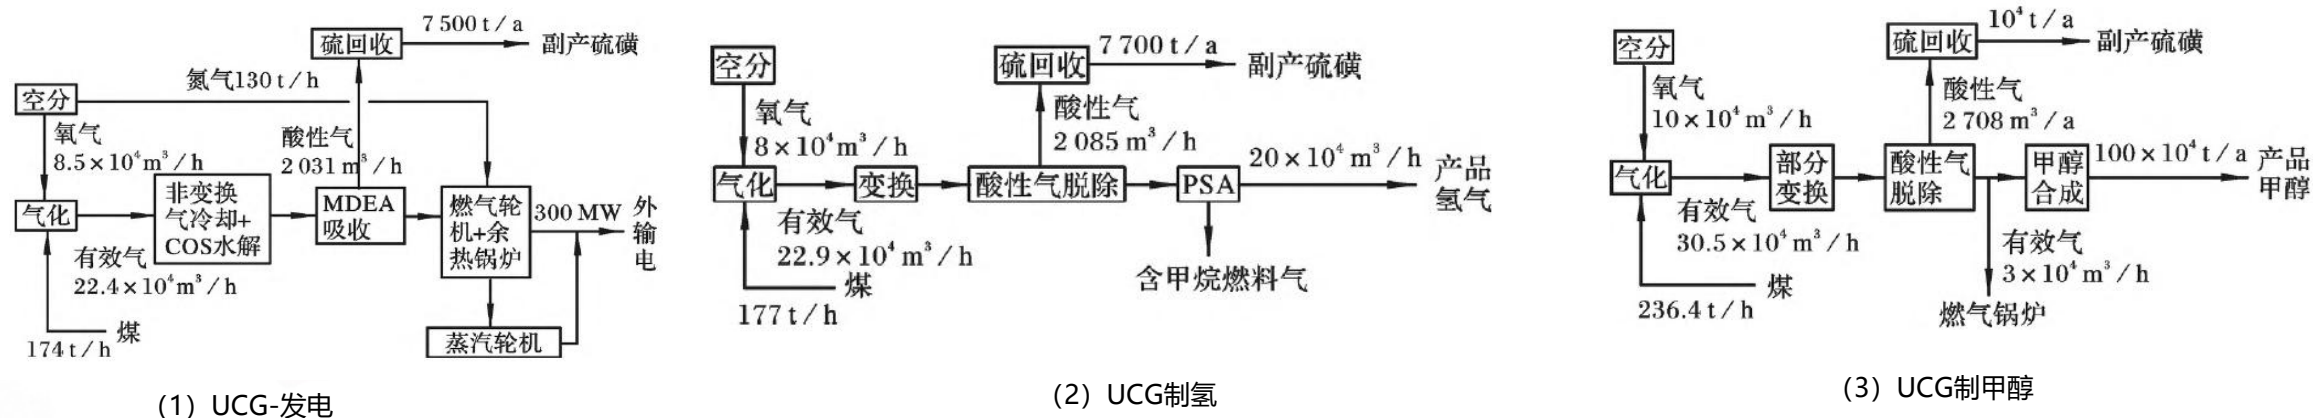 7 500 t / a
硫回收
副产硫磺
氮气130 t / h
空分
氧气
8.5×10⁴m³ / h
酸性气
2 031 m³ / h
非变换
气冷却+
COS水解
MDEA
吸收
燃气轮
机+余
热锅炉
300 MW
外
输
电
气化
有效气
22.4×10⁴m³ / h
煤
174 t / h
蒸汽轮机
(1) UCG-发电
空分
硫回收
7 700 t / a
副产硫磺
氧气
8×10⁴m³ / h
酸性气
2 085 m³ / h
20×10⁴ m³ / h
产品
氢气
气化
变换
酸性气脱除
PSA
有效气
22.9×10⁴ m³ / h
煤
177 t / h
含甲烷燃料气
(2) UCG制氢
空分
硫回收
10⁴ t / a
副产硫磺
氧气
10×10⁴ m³ / h
酸性气
2 708 m³ / a
气化
部分
变换
酸性气
脱除
甲醇
合成
100×10⁴ t / a
产品
甲醇
有效气
30.5×10⁴ m³ / h
有效气
3×10⁴ m³ / h
煤
236.4 t / h
燃气锅炉
(3) UCG制甲醇